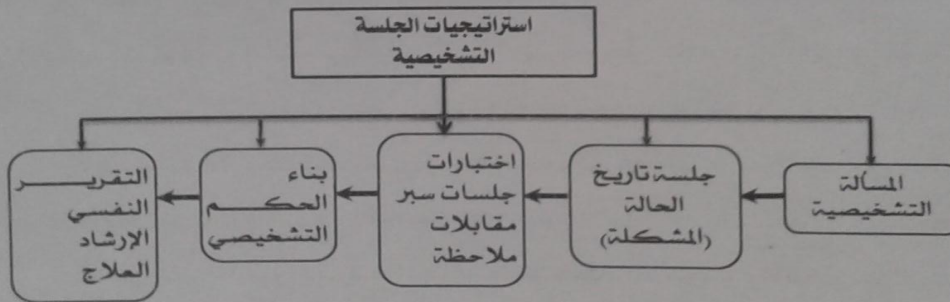 استراتيجيات الجلسة
التشخيصية
المسألة
التشخيصية
جلسة تاريخ
الحالة
(المشكلة)
اختبارات
جلسات سبر
مقابلات
ملاحظة
بناء
الحكم
التشخيصي
التقرير
النفسي
الإرشاد
العلاج